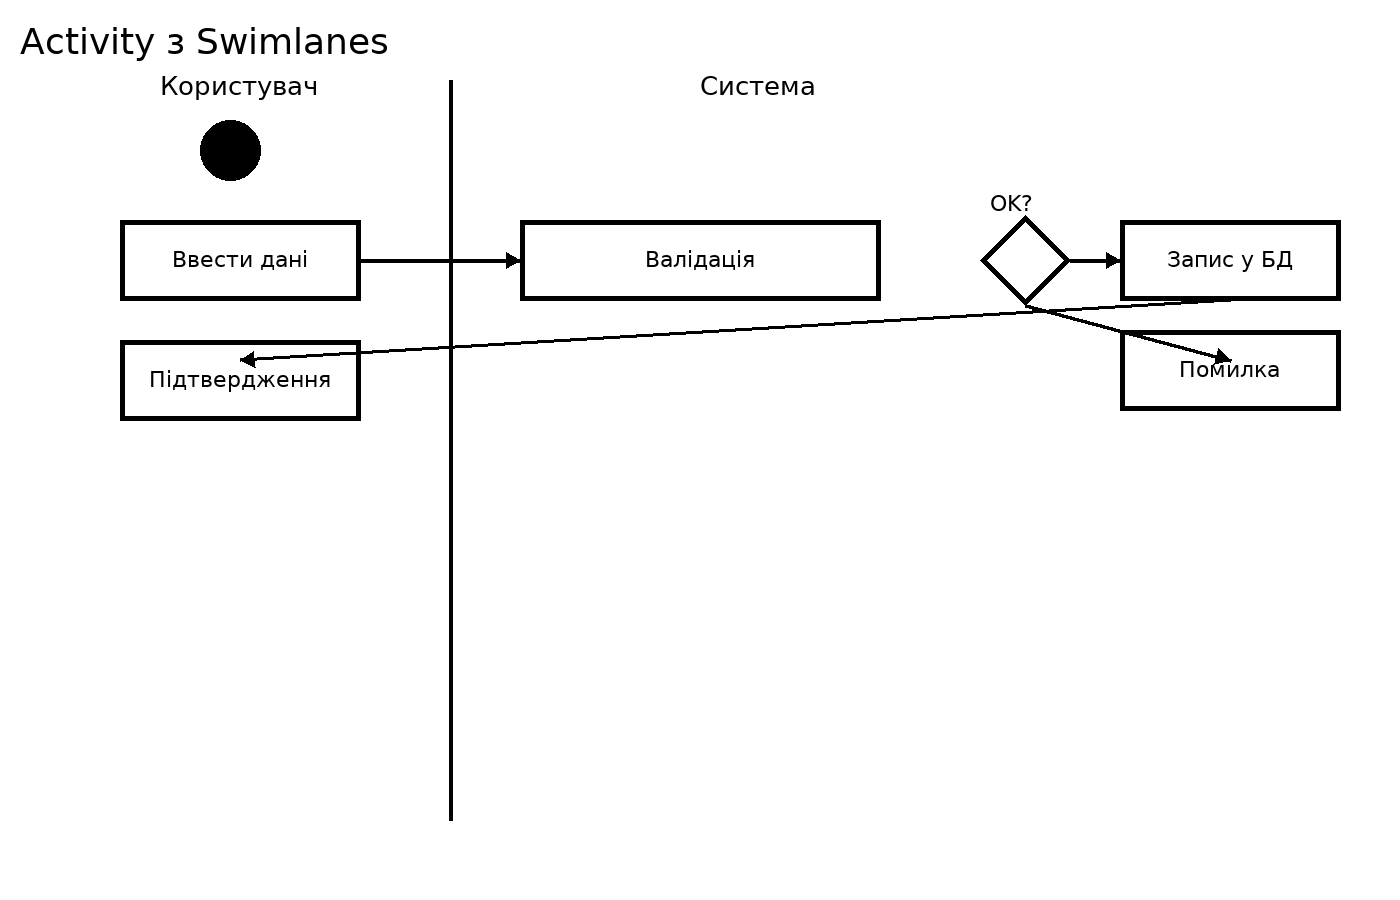 Activity з Swimlanes
Користувач
Система
OK?
Ввести дані
Валідація
Запис у БД
Підтвердження
Помилка